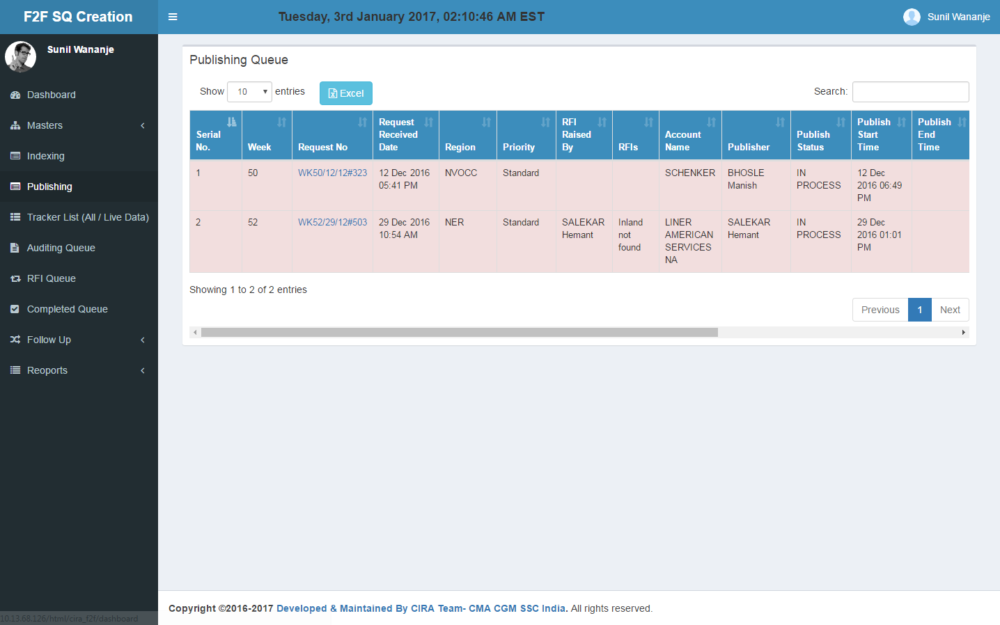 F2F SQ Creation
Tuesday, 3rd January 2017, 02:10:46 AM EST
Sunil Wananje
Sunil Wananje
Dashboard
Masters
Indexing
Publishing
Tracker List (All / Live Data)
Auditing Queue
RFI Queue
Completed Queue
Follow Up
Reoports
10.13.68.126/html/cira_f2f/dashboard
Publishing Queue
Show 10 entries Excel Search:
Serial No. Week Request No Request Received Date Region Priority RFI Raised By RFIs Account Name Publisher Publish Status Publish Start Time Publish End Time
1 50 WK50/12/12#323 12 Dec 2016 05:41 PM NVOCC Standard SCHENKER BHOSLE Manish IN PROCESS 12 Dec 2016 06:49 PM
2 52 WK52/29/12#503 29 Dec 2016 10:54 AM NER Standard SALEKAR Hemant Inland not found LINER AMERICAN SERVICES NA SALEKAR Hemant IN PROCESS 29 Dec 2016 01:01 PM
Showing 1 to 2 of 2 entries
Previous 1 Next
Copyright ©2016-2017 Developed & Maintained By CIRA Team- CMA CGM SSC India. All rights reserved.